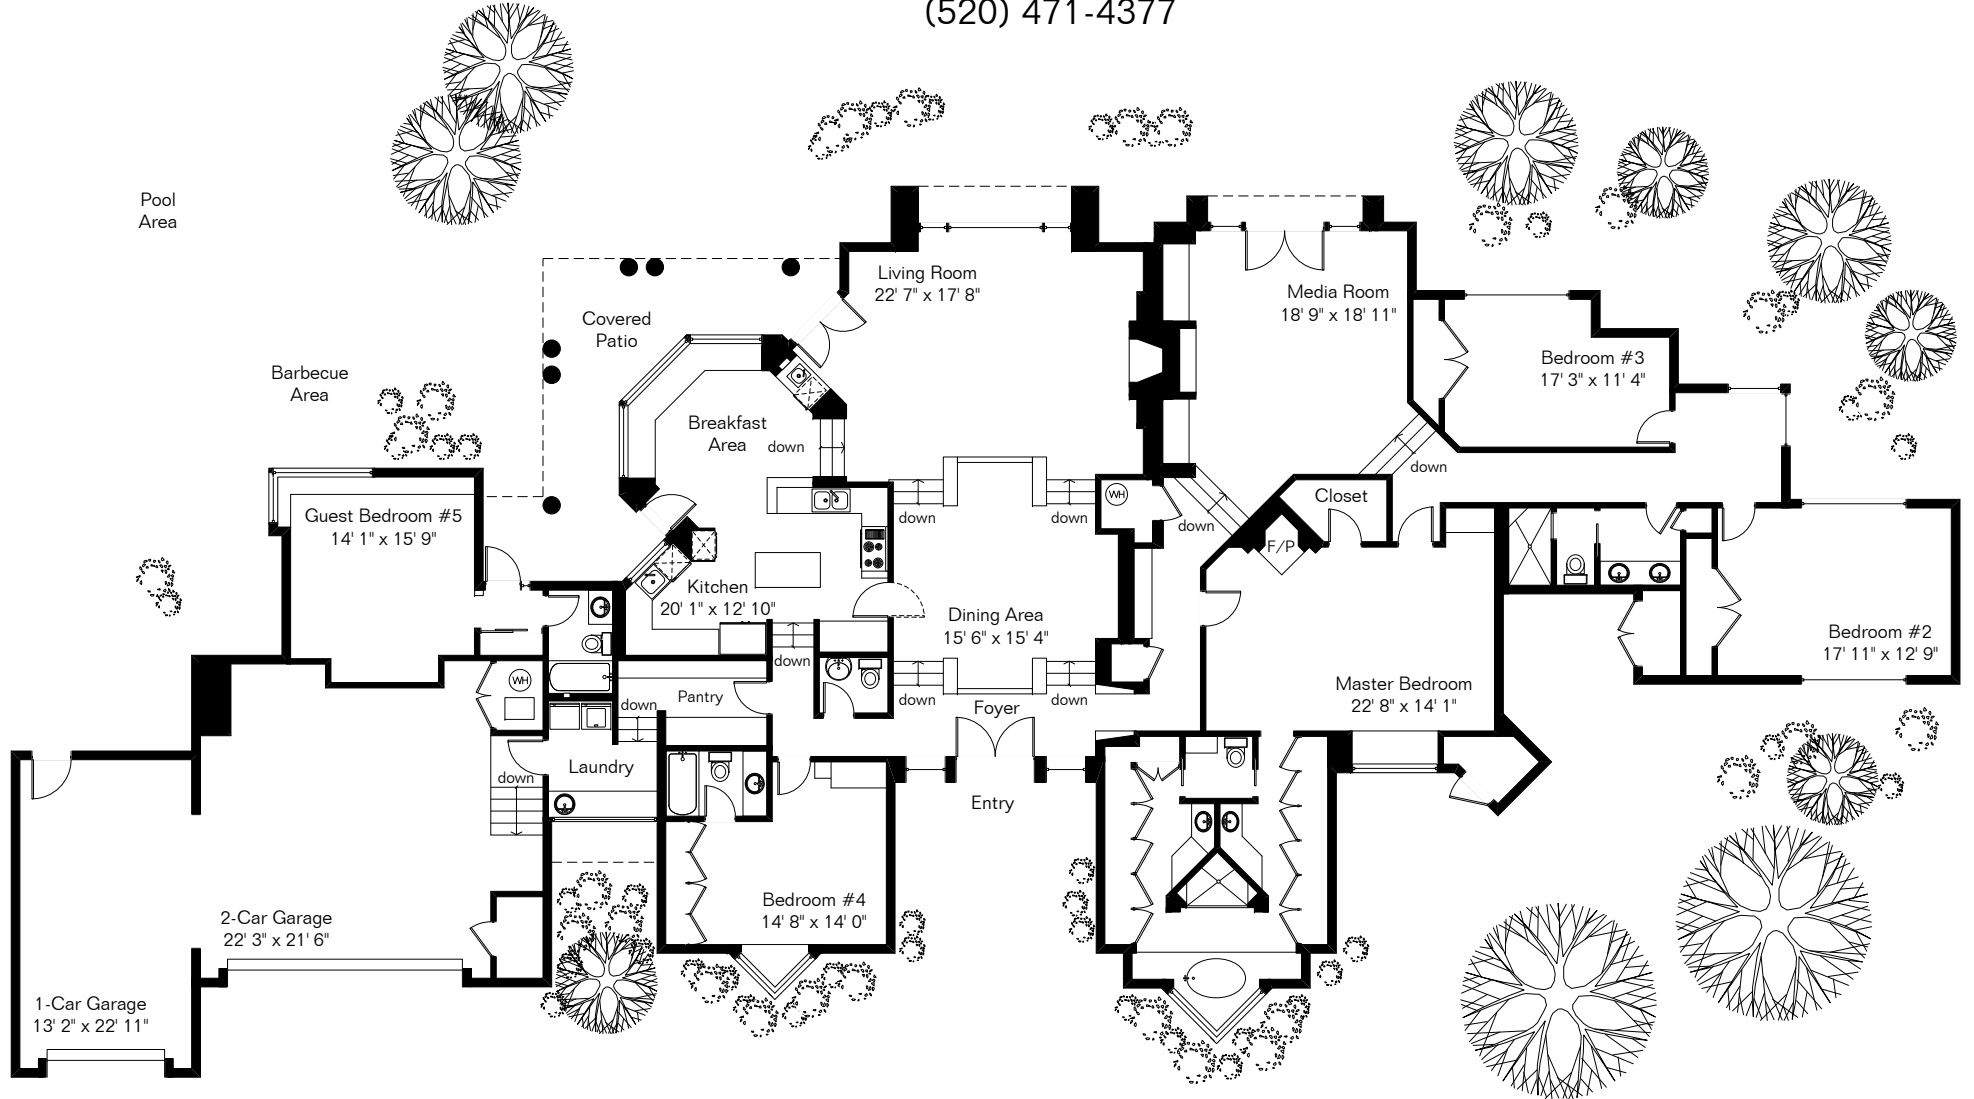 (520) 471-4377
Pool
Area
Living Room
22' 7" x 17' 8"
Media Room
18' 9" x 18' 11"
Covered
Patio
Bedroom #3
17' 3" x 11' 4"
Barbecue
Area
Breakfast
Area
down
down
Guest Bedroom #5
14' 1" x 15' 9"
WH
Closet
down
down
down
F/P
Kitchen
20' 1" x 12' 10"
Dining Area
15' 6" x 15' 4"
Bedroom #2
17' 11" x 12' 9"
down
WH
Pantry
down
down
down
Master Bedroom
22' 8" x 14' 1"
Foyer
Laundry
down
Entry
Bedroom #4
14' 8" x 14' 0"
2-Car Garage
22' 3" x 21' 6"
1-Car Garage
13' 2" x 22' 11"